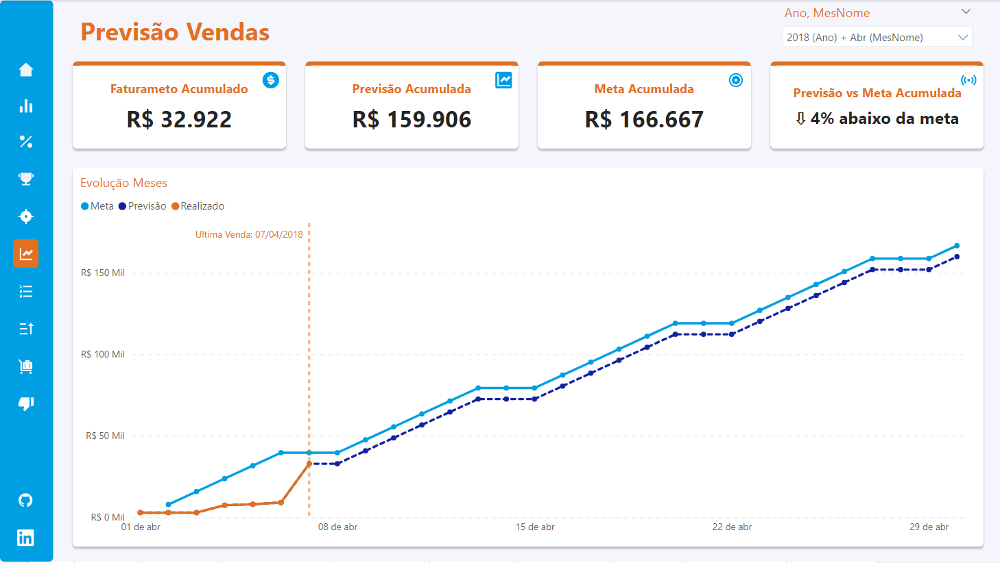 Previsão Vendas
Ano, MesNome
2018 (Ano) + Abr (MesNome)
Faturameto Acumulado
R$ 32.922
Previsão Acumulada
R$ 159.906
Meta Acumulada
R$ 166.667
Previsão vs Meta Acumulada
⇩ 4% abaixo da meta
Evolução Meses
Meta Previsão Realizado
Ultima Venda: 07/04/2018
R$ 150 Mil
R$ 100 Mil
R$ 50 Mil
R$ 0 Mil
01 de abr 08 de abr 15 de abr 22 de abr 29 de abr
in